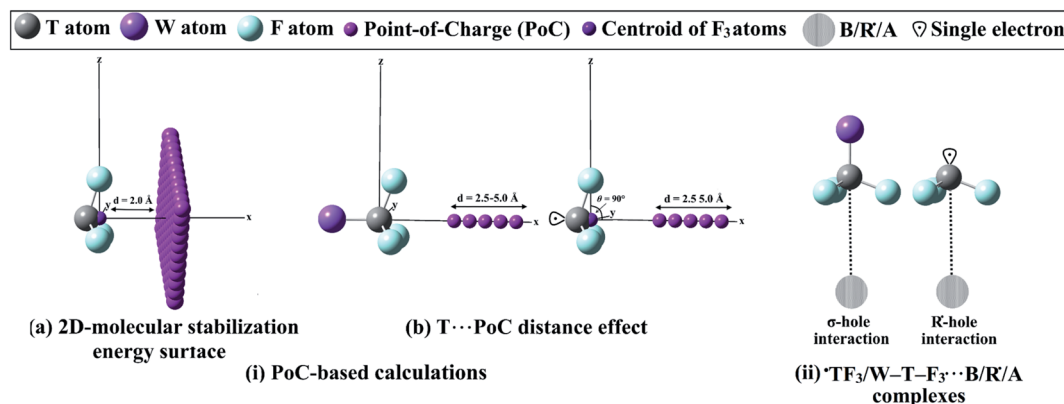 T atom W atom F atom Point-of-Charge (PoC) Centroid of F₃ atoms B/R/A Single electron
z
y
x
d = 2.0 Å
(a) 2D-molecular stabilization
energy surface
z
y
x
d = 2.5-5.0 Å
z
θ = 90°
y
x
d = 2.5 5.0 Å
(b) T···PoC distance effect
(i) PoC-based calculations
σ-hole
interaction
R•-hole
interaction
(ii) •TF₃/W–T–F₃···B/R•/A
complexes